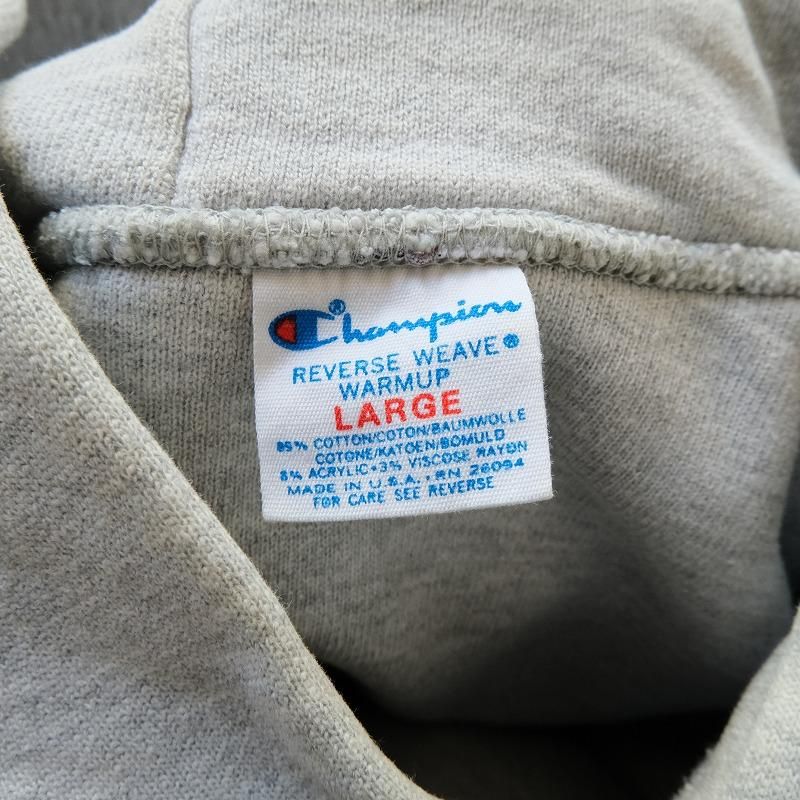 Champion®
REVERSE WEAVE®
WARMUP
LARGE
89% COTTON/COTON/BAUMWOLLE
COTONE/KATOEN/BOMULD
8% ACRYLIC•3% VISCOSE RAYON
MADE IN U.S.A., RN 26094
FOR CARE SEE REVERSE